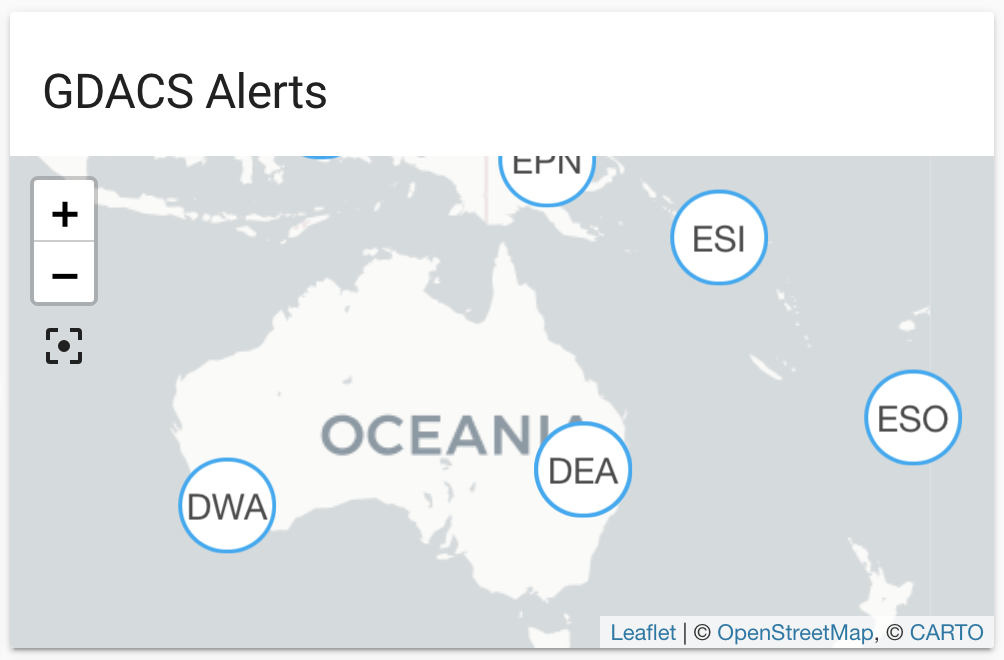 GDACS Alerts
EPN
+
ESI
−
ESO
OCEANIA
DEA
DWA
Leaflet | © OpenStreetMap, © CARTO